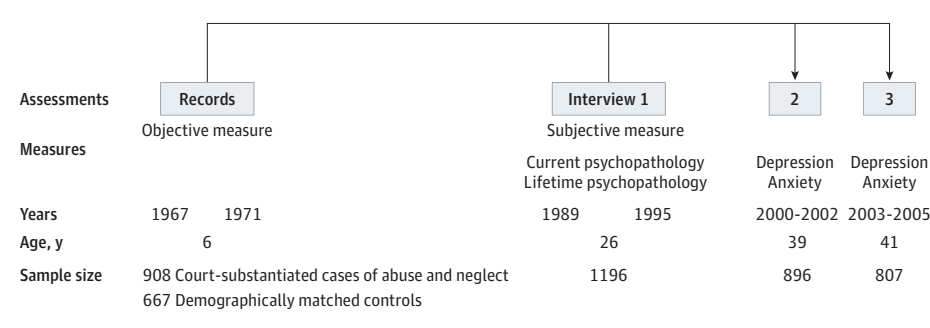 Assessments Records Interview 1 2 3
Objective measure Subjective measure
Measures
Current psychopathology Depression Depression
Lifetime psychopathology Anxiety Anxiety
Years 1967 1971 1989 1995 2000-2002 2003-2005
Age, y 6 26 39 41
Sample size 908 Court-substantiated cases of abuse and neglect 1196 896 807
667 Demographically matched controls